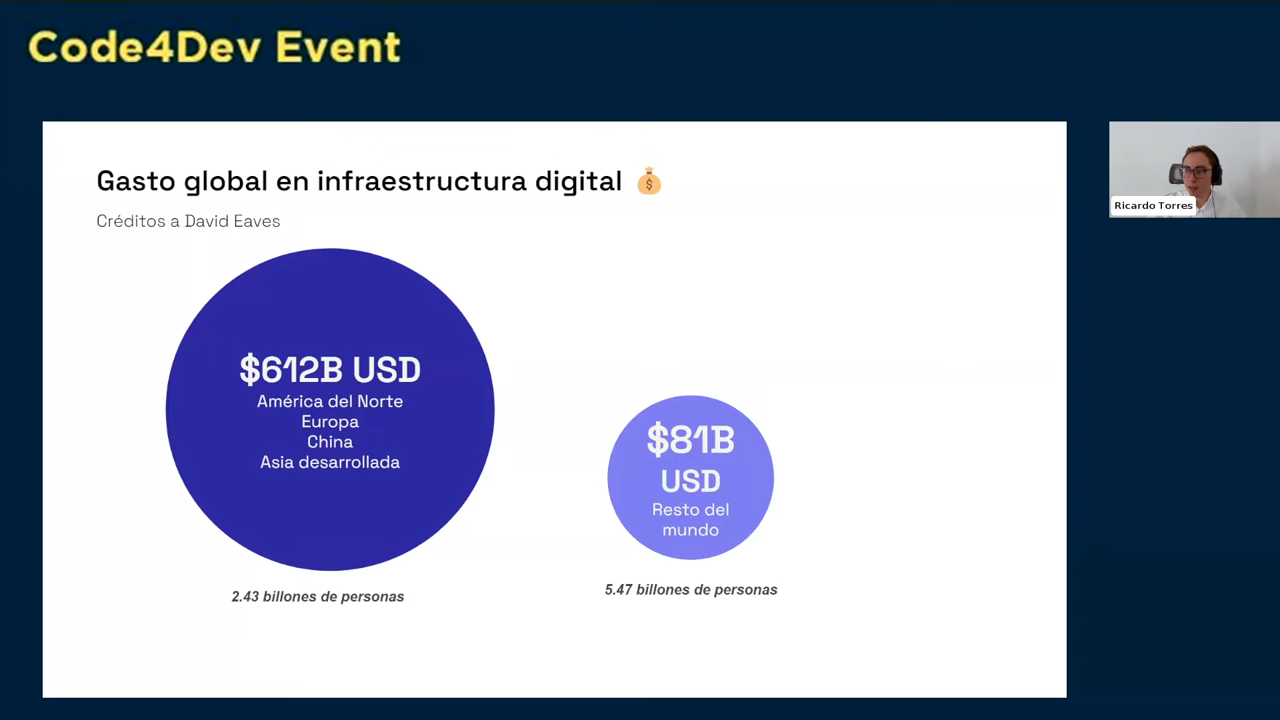 Code4Dev Event
Gasto global en infraestructura digital
Créditos a David Eaves
$612B USD
América del Norte
Europa
China
Asia desarrollada
2.43 billones de personas
$81B
USD
Resto del
mundo
5.47 billones de personas
Ricardo Torres